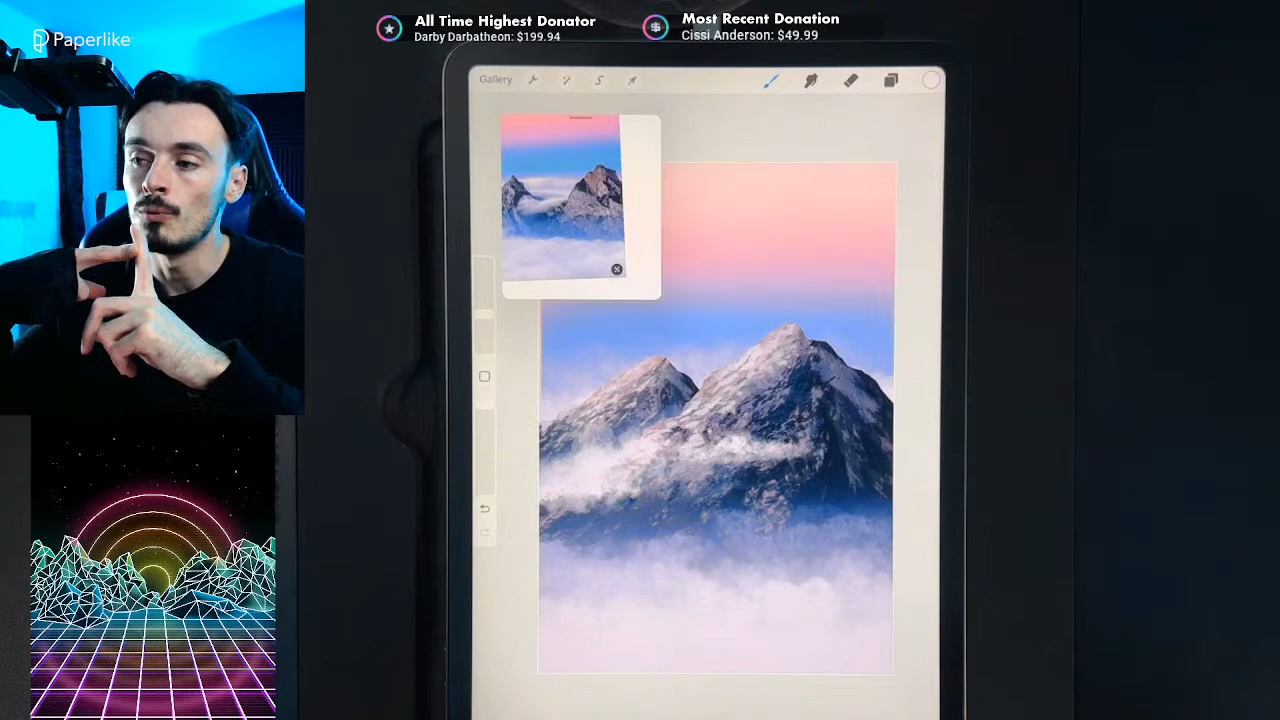 Paperlike
All Time Highest Donator
Darby Darbatheon: $199.94
Most Recent Donation
Cissi Anderson: $49.99
Gallery